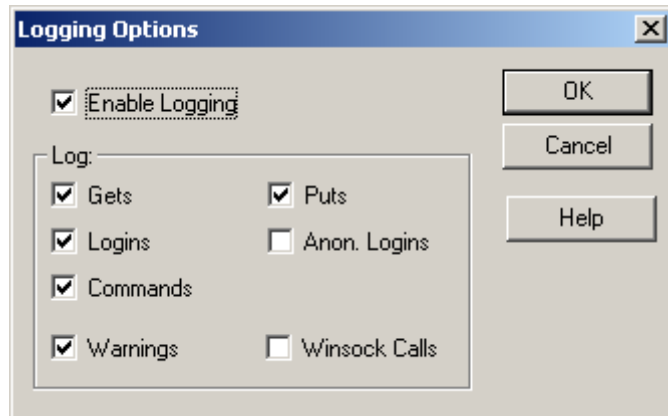 Logging Options
Enable Logging
OK
Cancel
Help
Log:
Gets Puts
Logins Anon. Logins
Commands
Warnings Winsock Calls